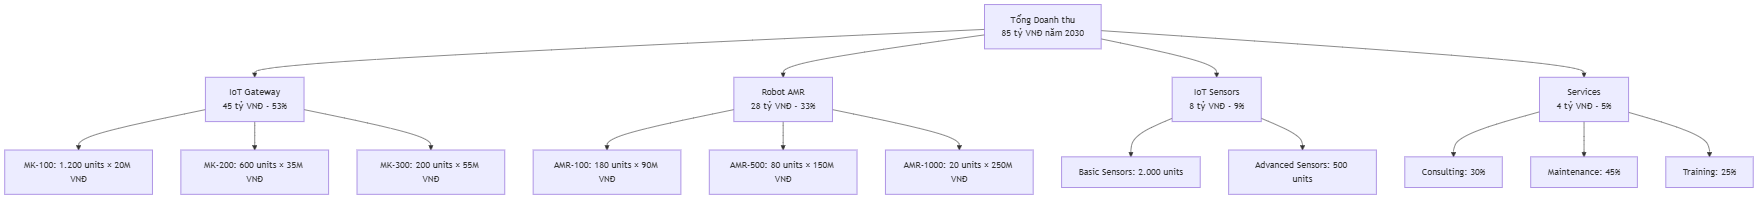 Tổng Doanh thu
85 tỷ VNĐ năm 2030
IoT Gateway
45 tỷ VNĐ - 53%
Robot AMR
28 tỷ VNĐ - 33%
IoT Sensors
8 tỷ VNĐ - 9%
Services
4 tỷ VNĐ - 5%
MK-100: 1.200 units × 20M
VNĐ
MK-200: 600 units × 35M
VNĐ
MK-300: 200 units × 55M
VNĐ
AMR-100: 180 units × 90M
VNĐ
AMR-500: 80 units × 150M
VNĐ
AMR-1000: 20 units × 250M
VNĐ
Basic Sensors: 2.000 units
Advanced Sensors: 500
units
Consulting: 30%
Maintenance: 45%
Training: 25%